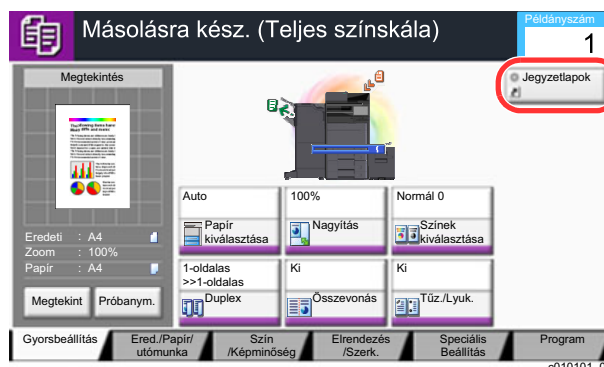 Másolásra kész. (Teljes színskála)
Példányszám
1
Jegyzetlapok
Megtekintés
Eredeti : A4
Zoom : 100%
Papír : A4
Megtekint
Próbanym.
Auto
Papír
kiválasztása
100%
Nagyítás
Normál 0
Színek
kiválasztása
1-oldalas
>>1-oldalas
Duplex
Ki
Összevonás
Ki
Tűz./Lyuk.
Gyorsbeállítás
Ered./Papír/
utómunka
Szín
/Képminőség
Elrendezés
/Szerk.
Speciális
Beállítás
Program